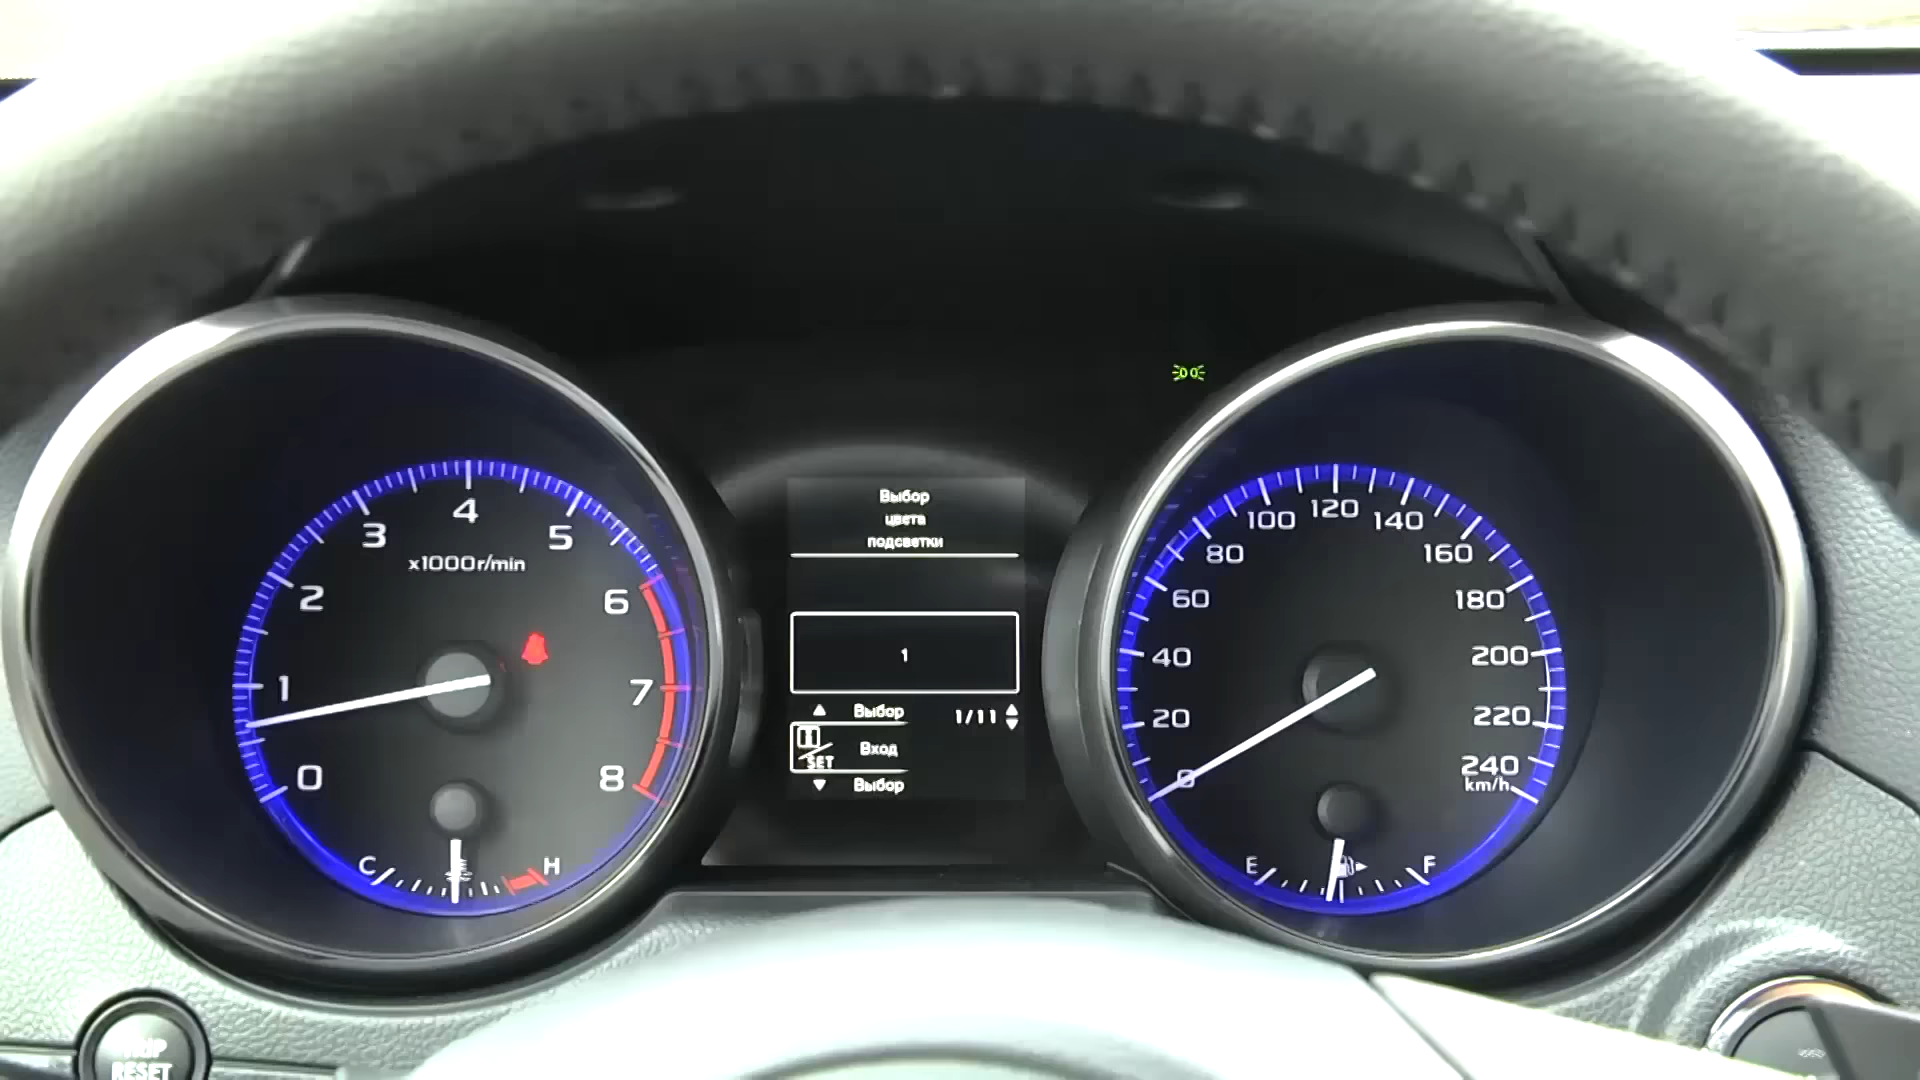 Выбор
цвета
подсветки
1
Выбор
1/11
SET
Вход
Выбор
0
1
2
3
4
5
6
7
8
x1000r/min
C
H
0
20
40
60
80
100
120
140
160
180
200
220
240
km/h
E
F
RESET